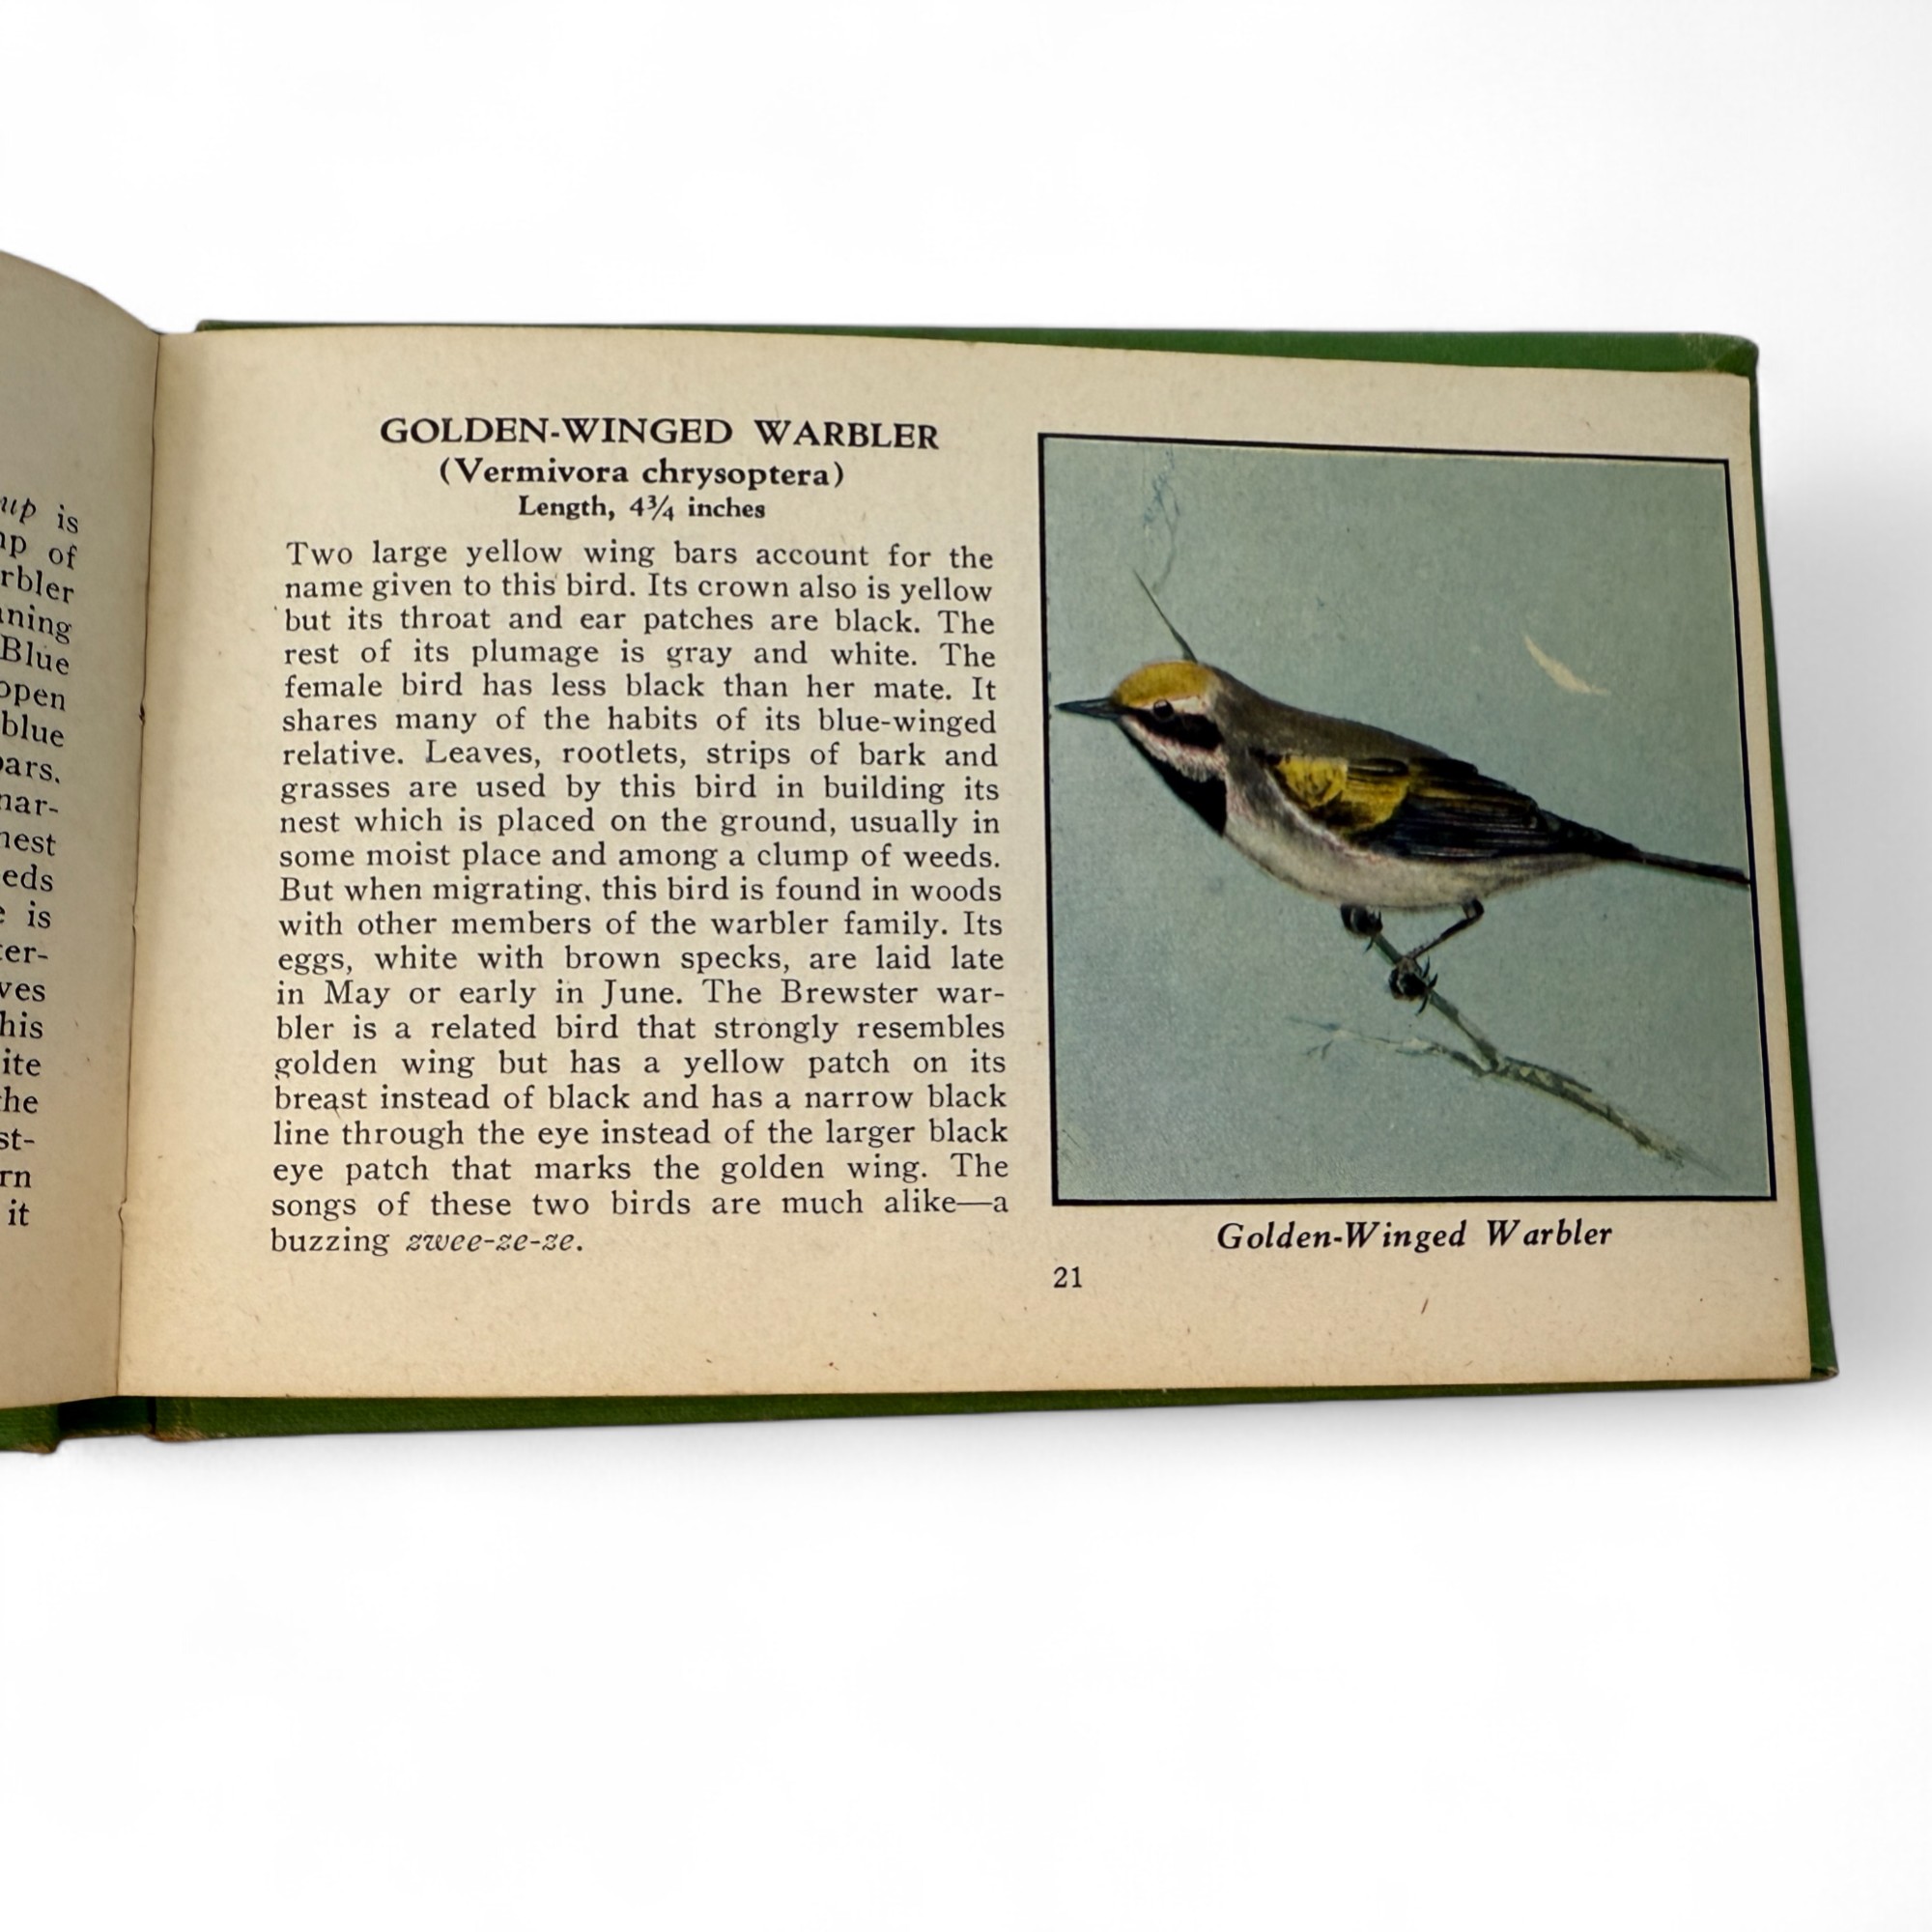 up is
of
rbler
ning
Blue
open
blue
ars.
nar-
nest
eds
is
er-
ves
his
ite
he
st-
rn
it
GOLDEN-WINGED WARBLER
(Vermivora chrysoptera)
Length, 4¾ inches
Two large yellow wing bars account for the
name given to this bird. Its crown also is yellow
but its throat and ear patches are black. The
rest of its plumage is gray and white. The
female bird has less black than her mate. It
shares many of the habits of its blue-winged
relative. Leaves, rootlets, strips of bark and
grasses are used by this bird in building its
nest which is placed on the ground, usually in
some moist place and among a clump of weeds.
But when migrating, this bird is found in woods
with other members of the warbler family. Its
eggs, white with brown specks, are laid late
in May or early in June. The Brewster war-
bler is a related bird that strongly resembles
golden wing but has a yellow patch on its
breast instead of black and has a narrow black
line through the eye instead of the larger black
eye patch that marks the golden wing. The
songs of these two birds are much alike—a
buzzing zwee-ze-ze.
Golden-Winged Warbler
21